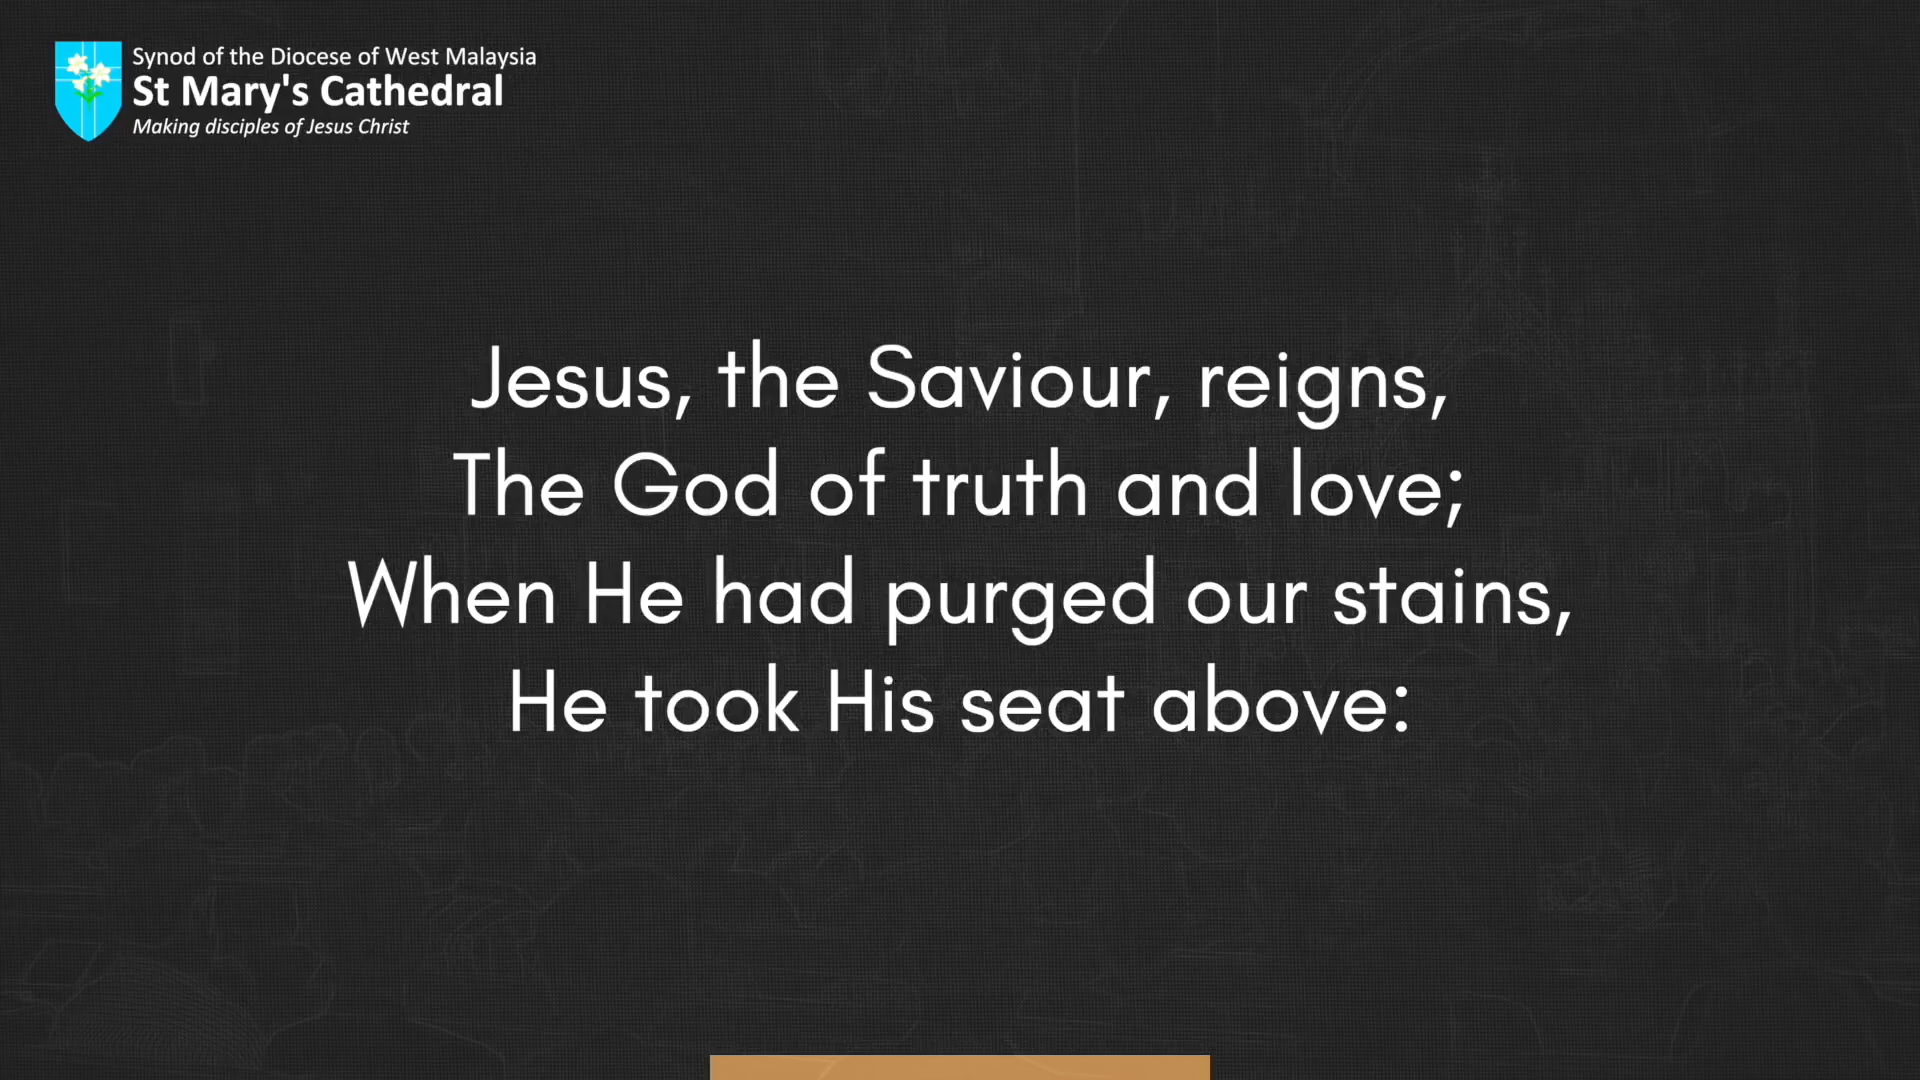 Synod of the Diocese of West Malaysia
St Mary's Cathedral
Making disciples of Jesus Christ
Jesus, the Saviour, reigns,
The God of truth and love;
When He had purged our stains,
He took His seat above: